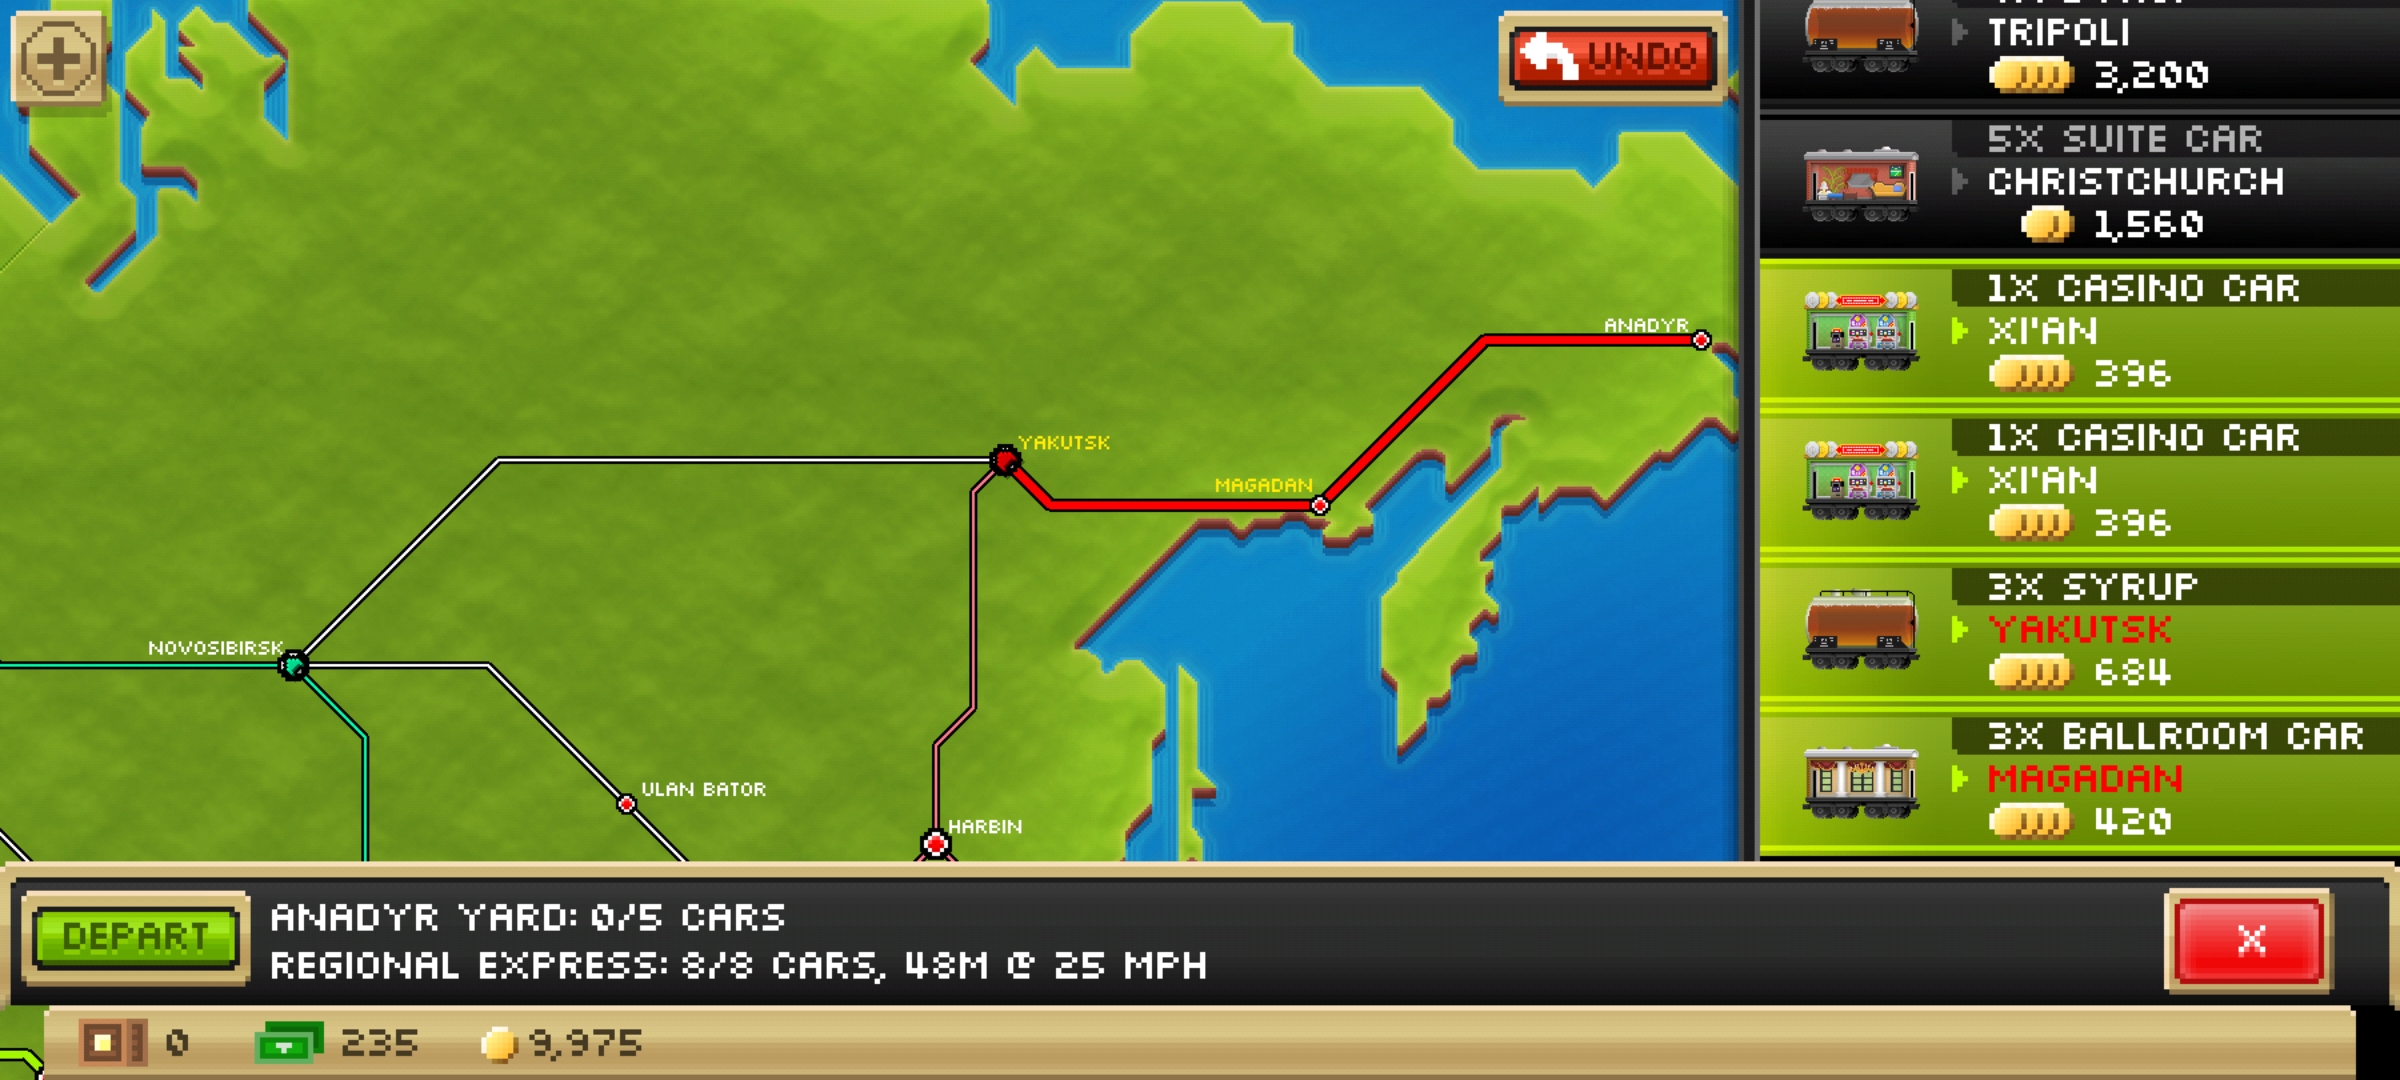 UNDO
ANADYR
YAKUTSK
MAGADAN
NOVOSIBIRSK
ULAN BATOR
HARBIN
TRIPOLI
3,200
5X SUITE CAR
CHRISTCHURCH
1,560
1X CASINO CAR
XI'AN
396
1X CASINO CAR
XI'AN
396
3X SYRUP
YAKUTSK
684
3X BALLROOM CAR
MAGADAN
420
DEPART
ANADYR YARD: 0/5 CARS
REGIONAL EXPRESS: 8/8 CARS, 48M @ 25 MPH
X
0
235
9,975